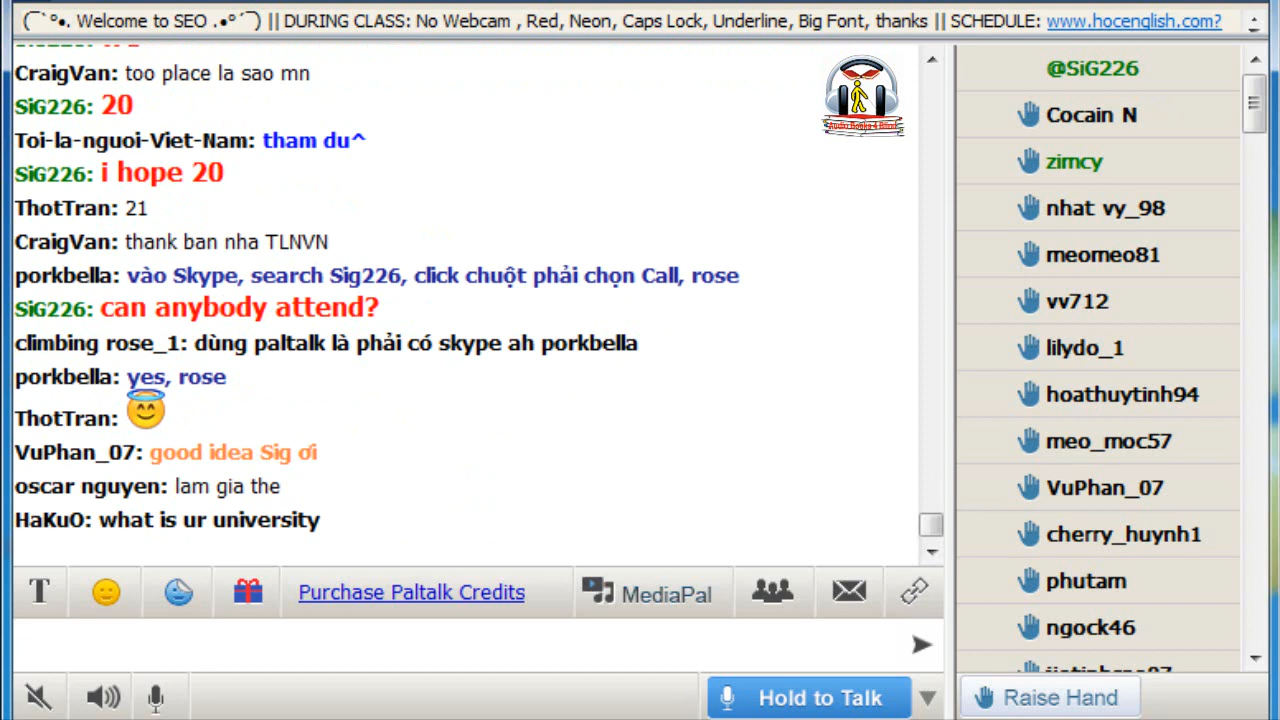 (¯`°•. Welcome to SEO .•°´¯) || DURING CLASS: No Webcam , Red, Neon, Caps Lock, Underline, Big Font, thanks || SCHEDULE: www.hocenglish.com?
CraigVan: too place la sao mn
SiG226: 20
Toi-la-nguoi-Viet-Nam: tham du^
SiG226: i hope 20
ThotTran: 21
CraigVan: thank ban nha TLNVN
porkbella: vào Skype, search Sig226, click chuột phải chọn Call, rose
SiG226: can anybody attend?
climbing rose_1: dùng paltalk là phải có skype ah porkbella
porkbella: yes, rose
ThotTran:
VuPhan_07: good idea Sig ơi
oscar nguyen: lam gia the
HaKuO: what is ur university
Audio Books 4 Blind
@SiG226
Cocain N
zimcy
nhat vy_98
meomeo81
vv712
lilydo_1
hoathuytinh94
meo_moc57
VuPhan_07
cherry_huynh1
phutam
ngock46
T
Purchase Paltalk Credits
MediaPal
Hold to Talk
Raise Hand